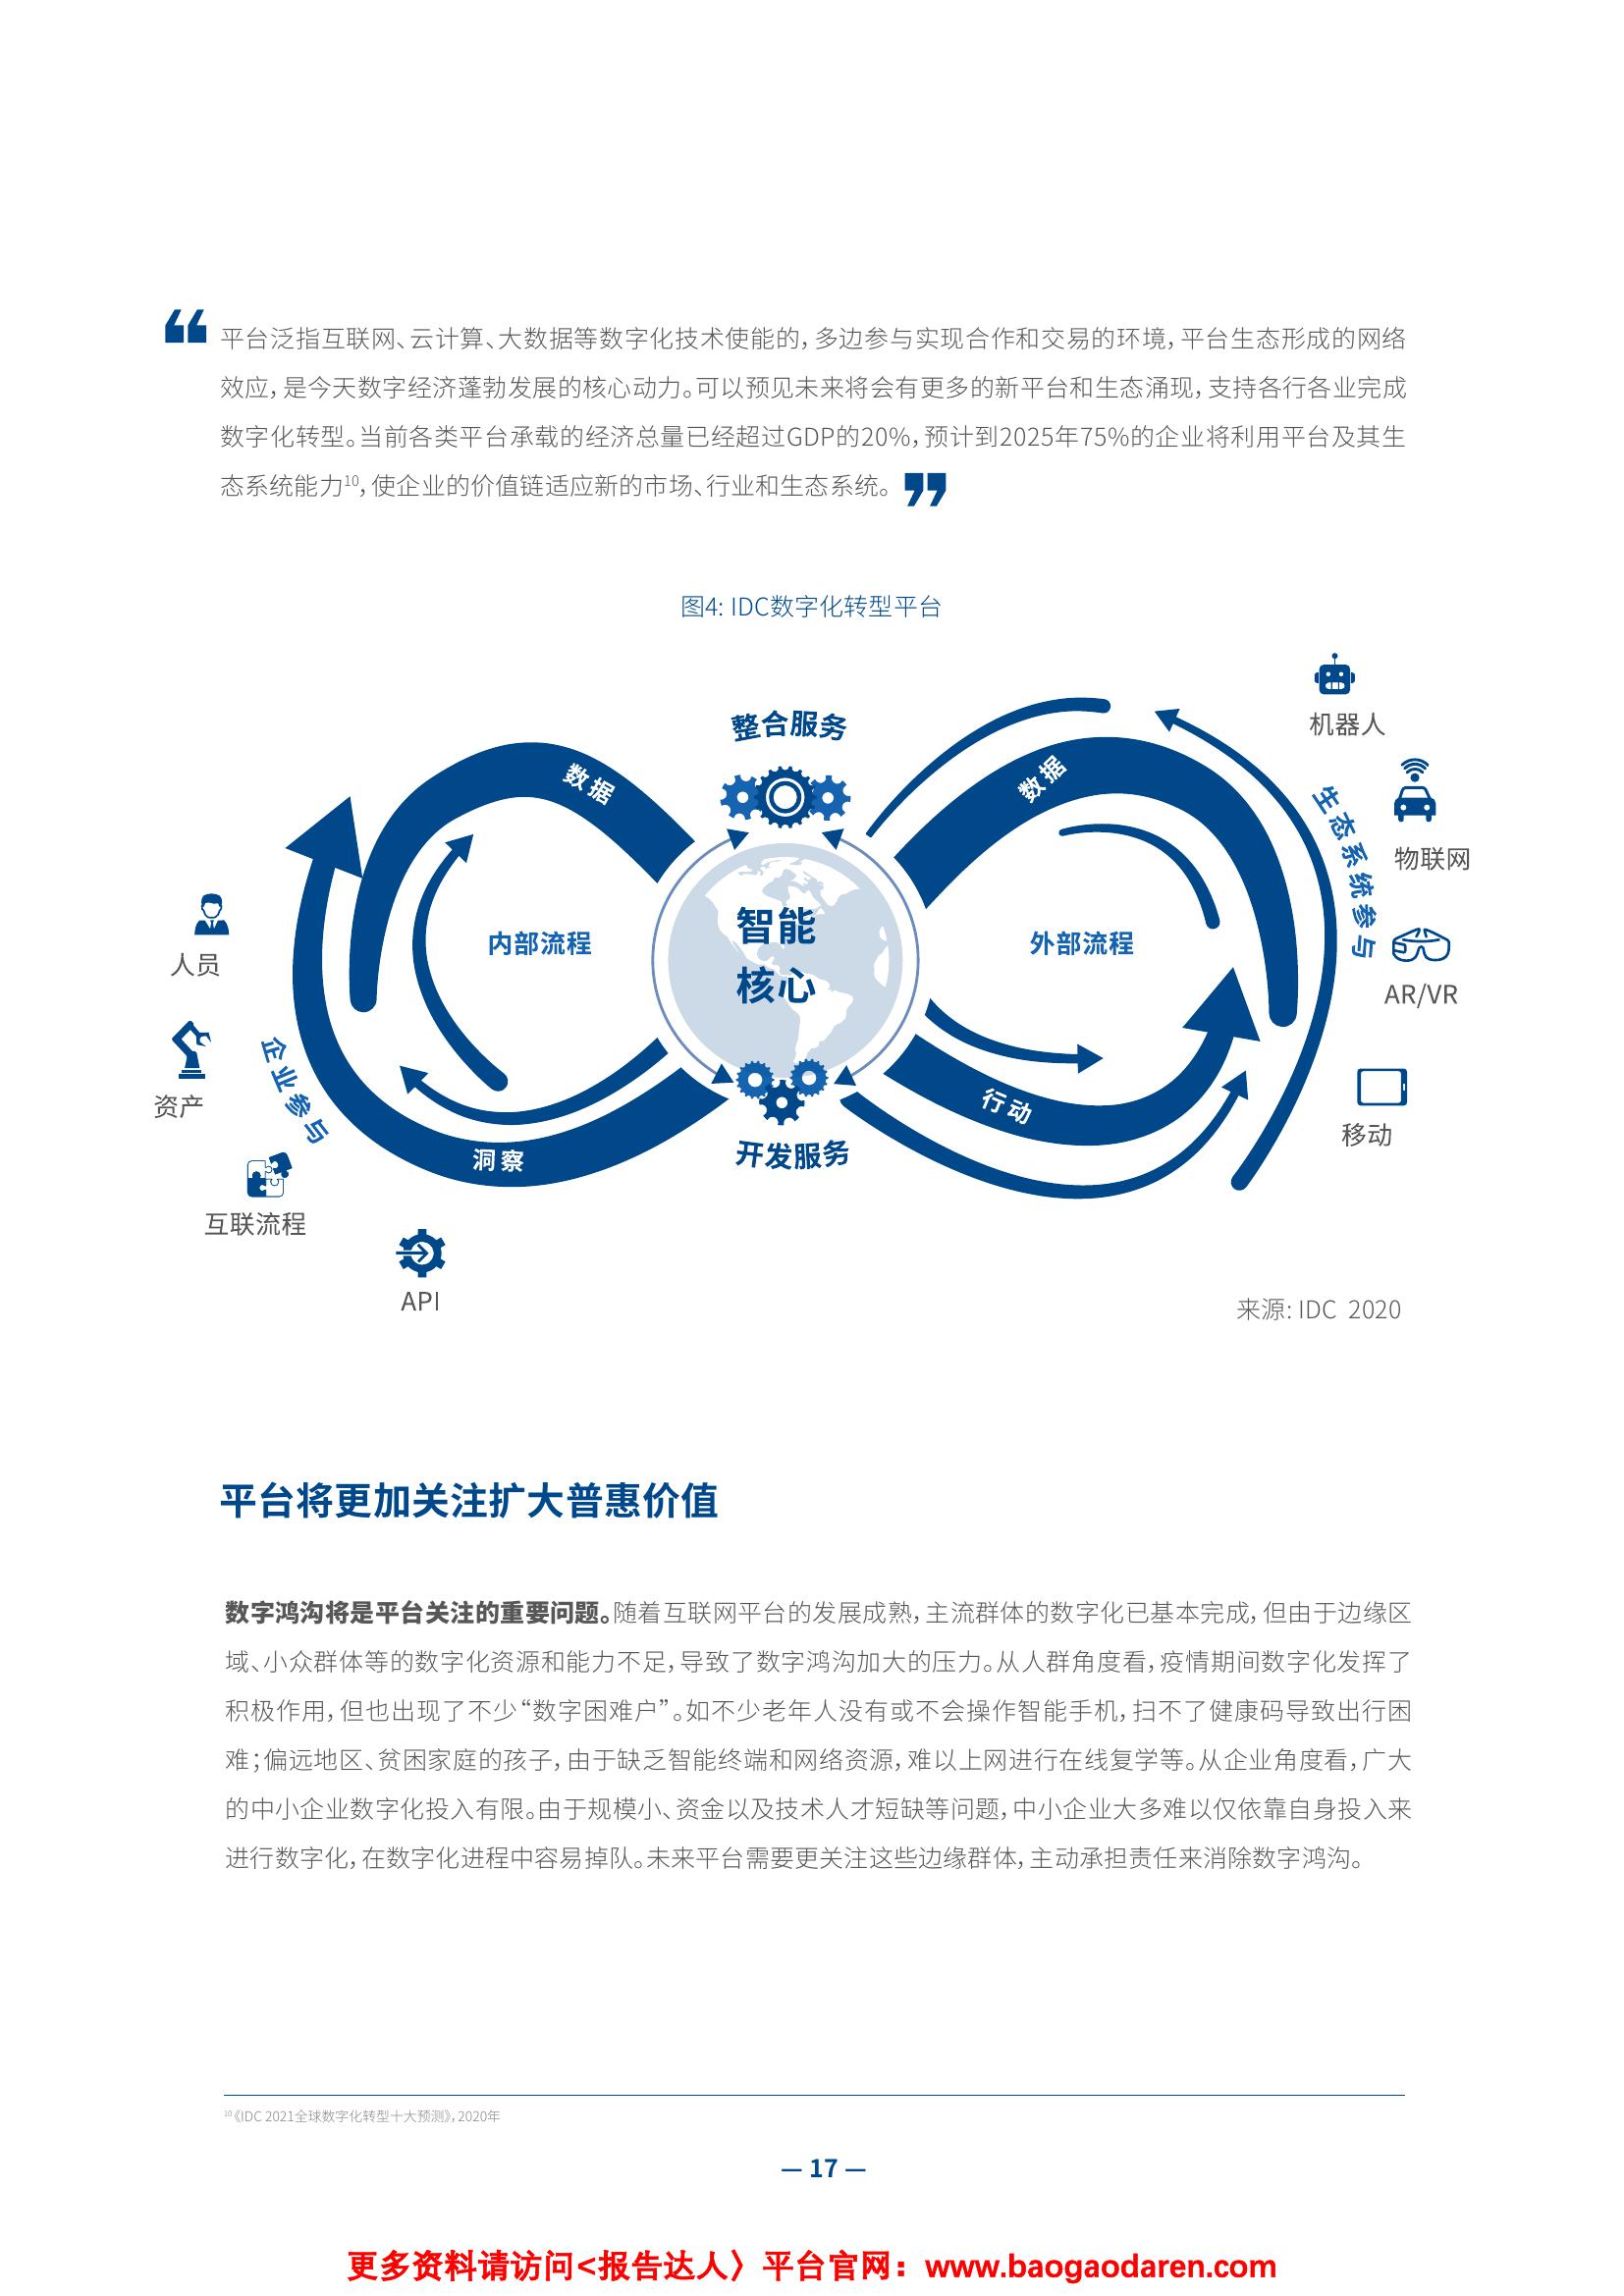 平台泛指互联网、云计算、大数据等数字化技术使能的，多边参与实现合作和交易的环境，平台生态形成的网络
效应，是今天数字经济蓬勃发展的核心动力。可以预见未来将会有更多的新平台和生态涌现，支持各行各业完成
数字化转型。当前各类平台承载的经济总量已经超过GDP的20%，预计到2025年75%的企业将利用平台及其生
态系统能力10，使企业的价值链适应新的市场、行业和生态系统。
图4: IDC数字化转型平台
机器人
整合服务
数据
数据
生态系统参与
物联网
智能
核心
内部流程
外部流程
人员
AR/VR
企业参与
资产
行动
移动
开发服务
洞察
互联流程
API
来源: IDC 2020
平台将更加关注扩大普惠价值
数字鸿沟将是平台关注的重要问题。随着互联网平台的发展成熟，主流群体的数字化已基本完成，但由于边缘区
域、小众群体等的数字化资源和能力不足，导致了数字鸿沟加大的压力。从人群角度看，疫情期间数字化发挥了
积极作用，但也出现了不少“数字困难户”。如不少老年人没有或不会操作智能手机，扫不了健康码导致出行困
难；偏远地区、贫困家庭的孩子，由于缺乏智能终端和网络资源，难以上网进行在线复学等。从企业角度看，广大
的中小企业数字化投入有限。由于规模小、资金以及技术人才短缺等问题，中小企业大多难以仅依靠自身投入来
进行数字化，在数字化进程中容易掉队。未来平台需要更关注这些边缘群体，主动承担责任来消除数字鸿沟。
10《IDC 2021全球数字化转型十大预测》，2020年
— 17 —
更多资料请访问<报告达人〉平台官网：www.baogaodaren.com